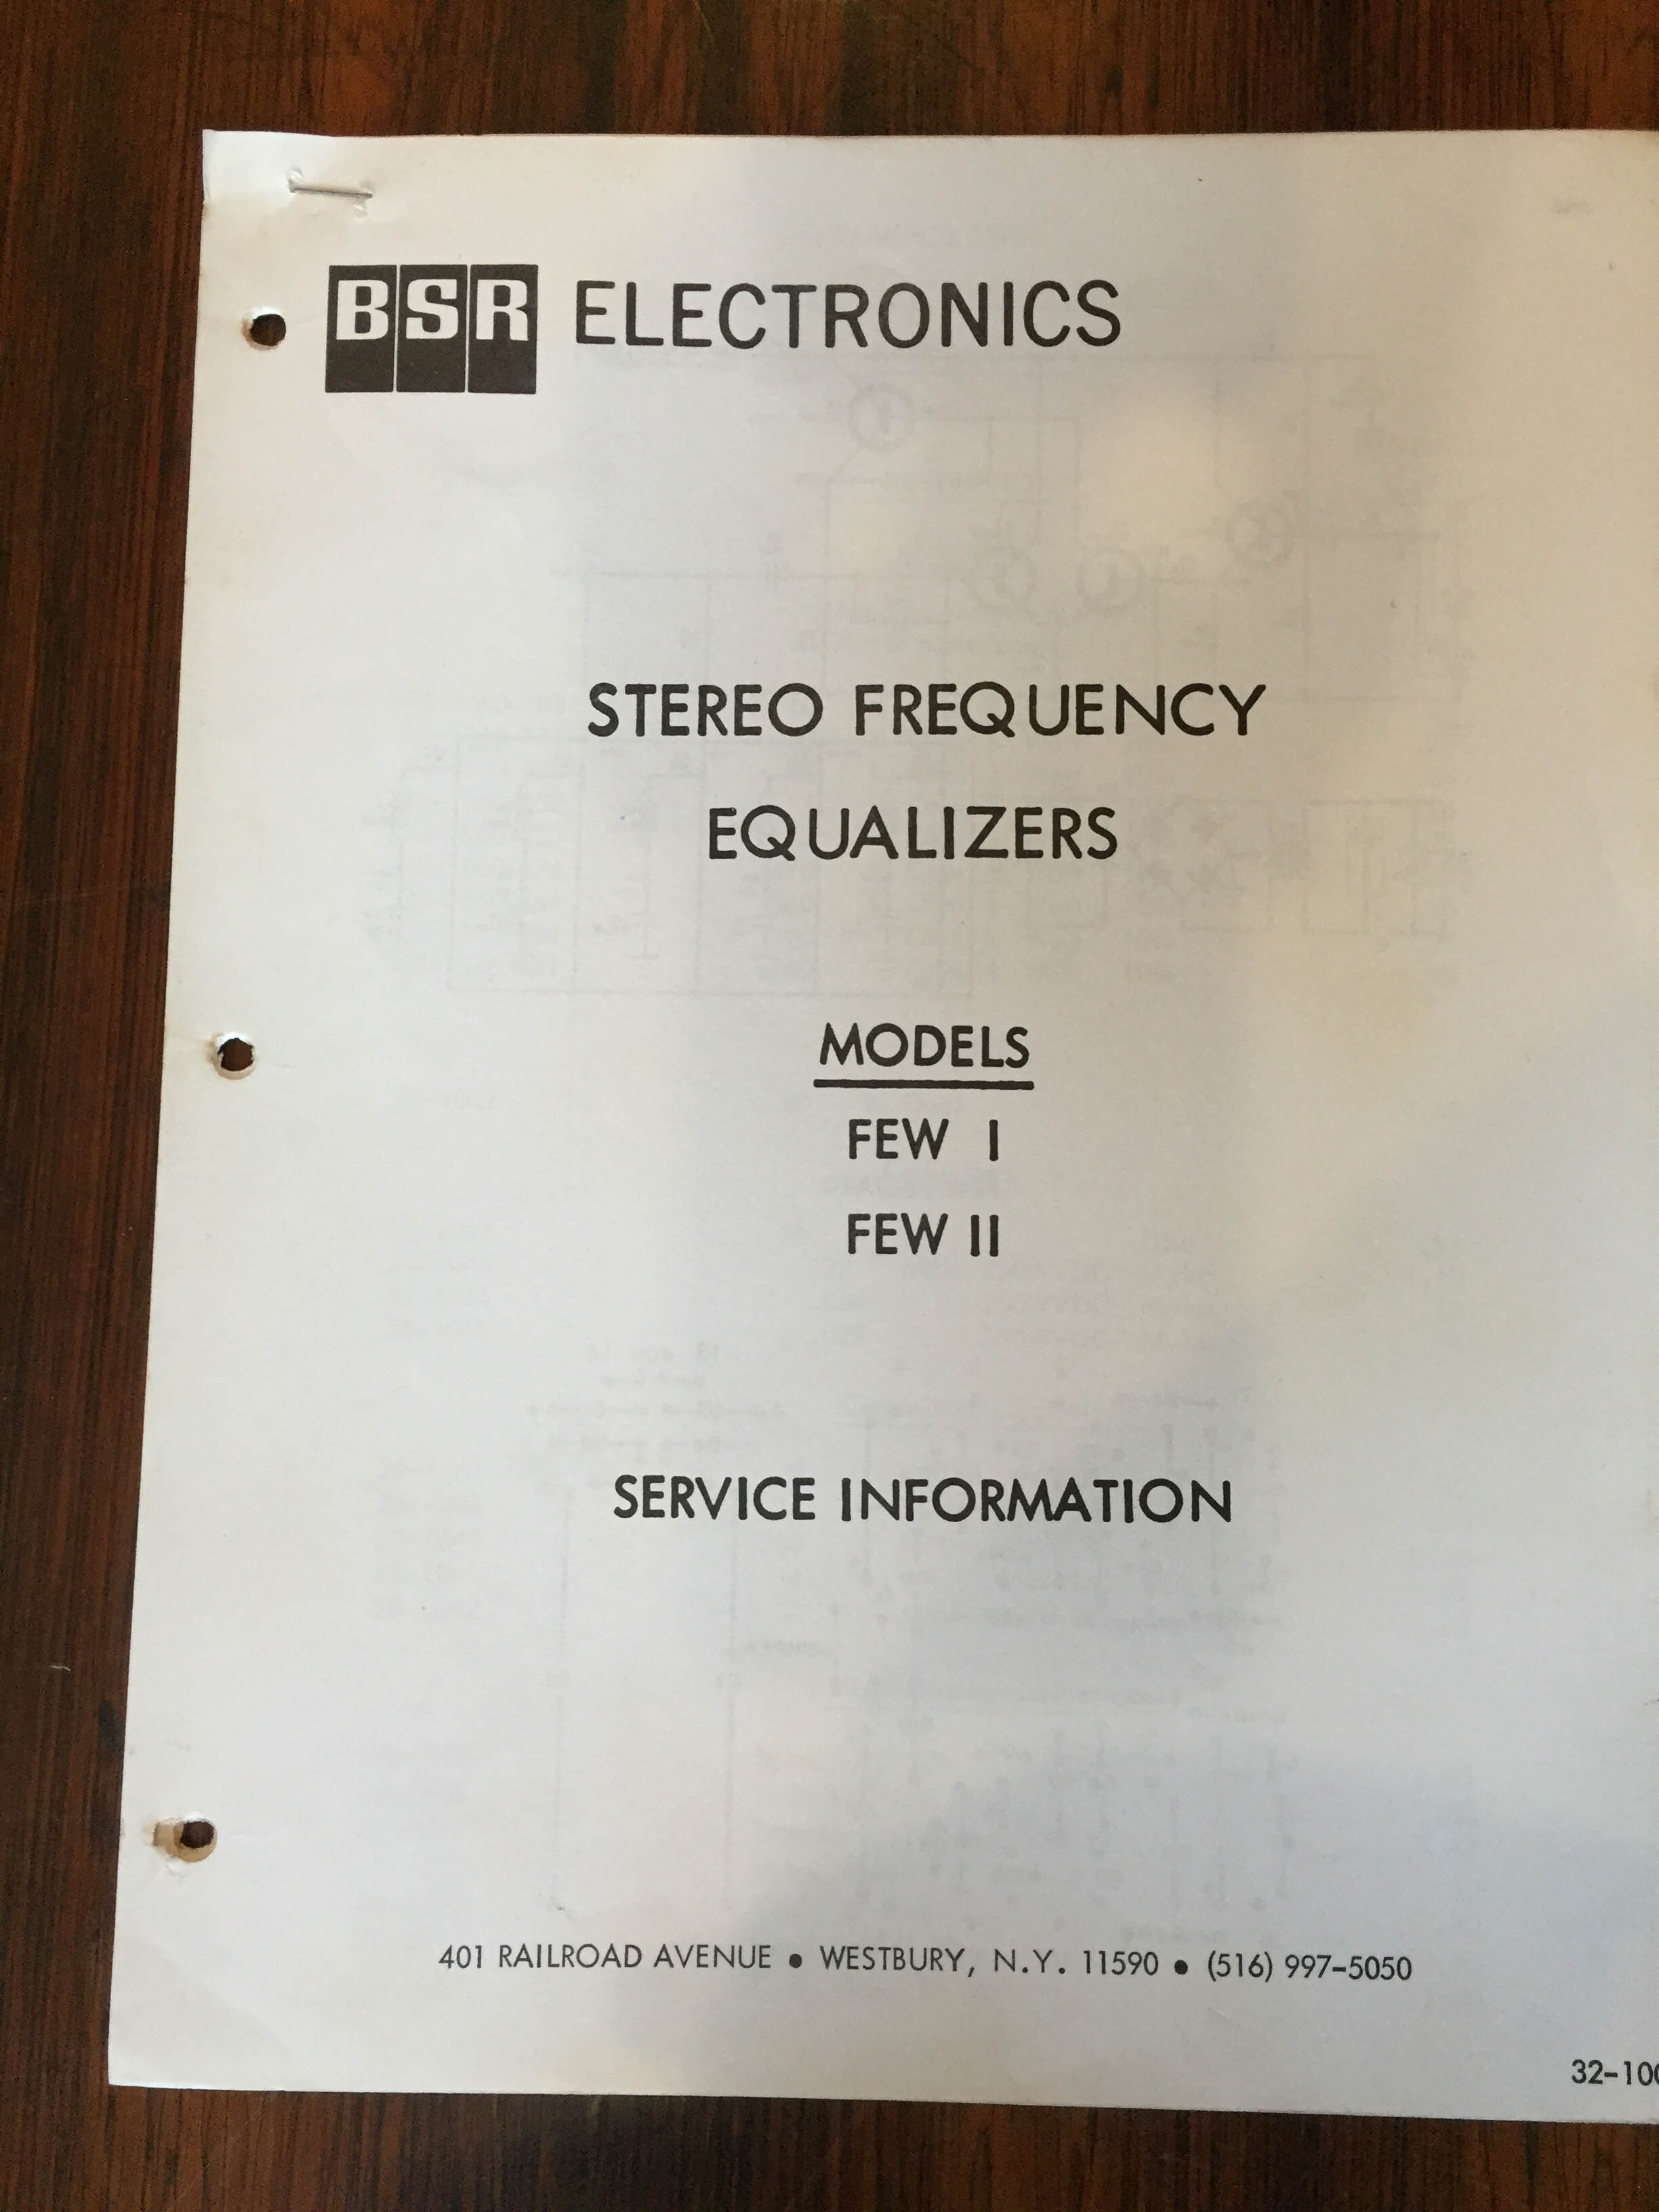 BSR ELECTRONICS
STEREO FREQUENCY
EQUALIZERS
MODELS
FEW I
FEW II
SERVICE INFORMATION
401 RAILROAD AVENUE • WESTBURY, N.Y. 11590 • (516) 997-5050